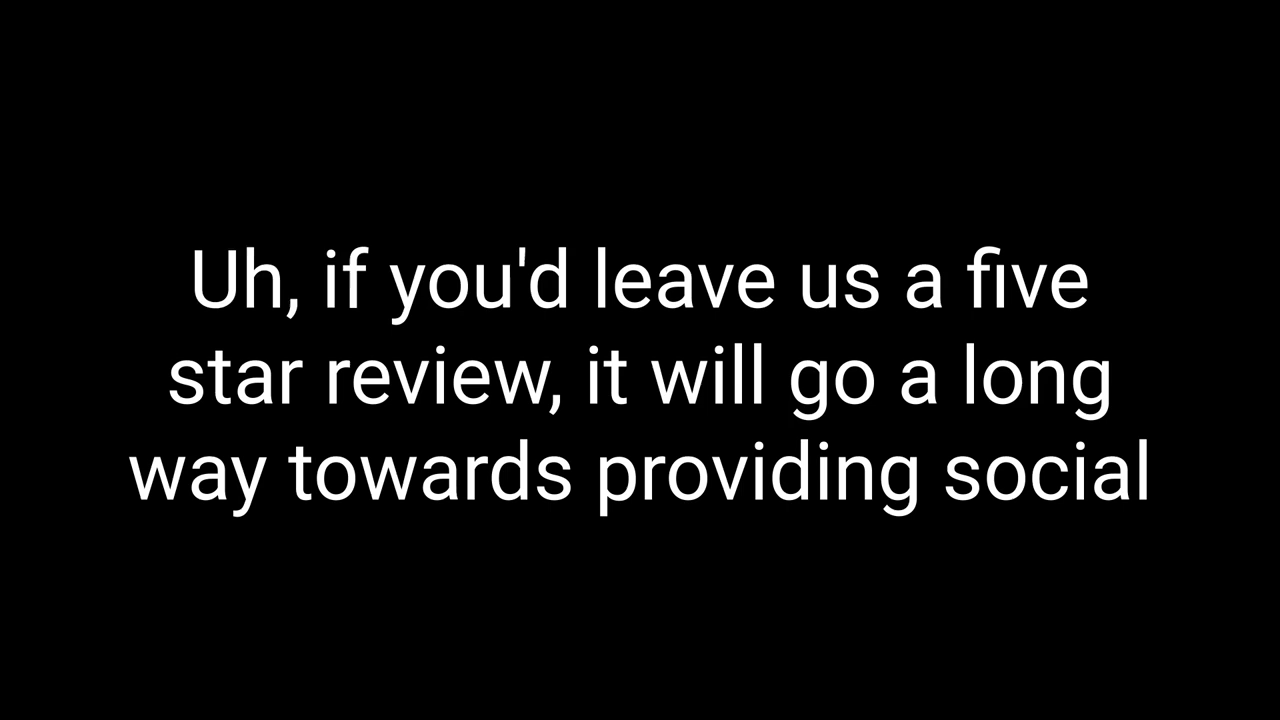 Uh, if you'd leave us a five
star review, it will go a long
way towards providing social